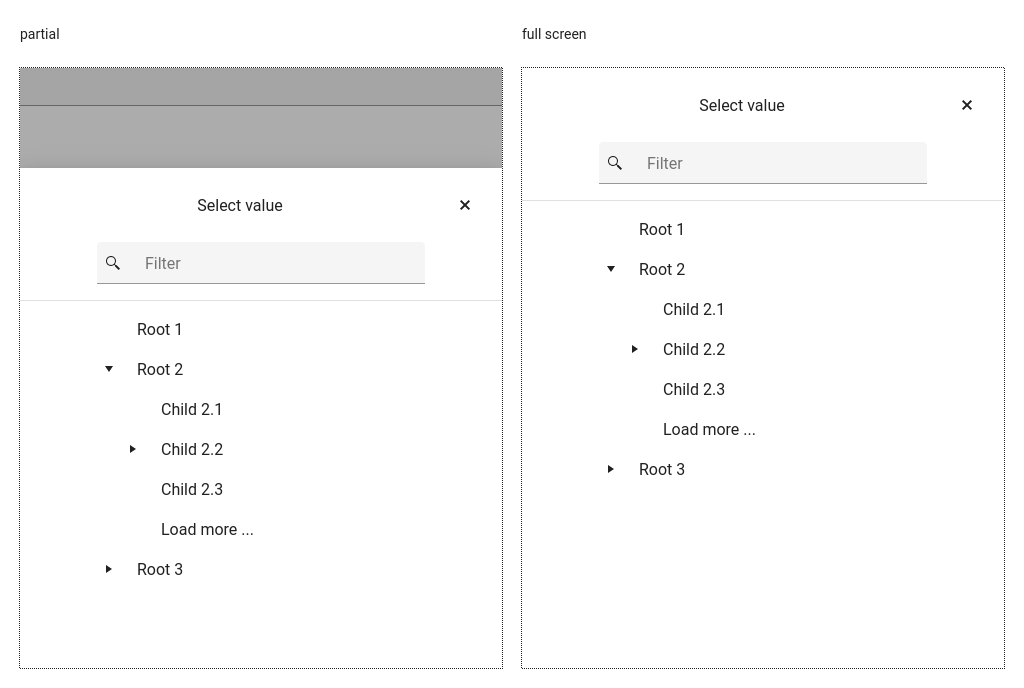 partial
Select value
Filter
Root 1
Root 2
Child 2.1
Child 2.2
Child 2.3
Load more ...
Root 3
full screen
Select value
Filter
Root 1
Root 2
Child 2.1
Child 2.2
Child 2.3
Load more ...
Root 3